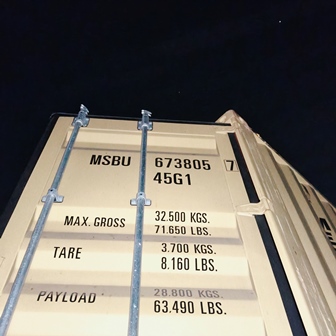 MSBU 673805 7
45G1
MAX. GROSS 32.500 KGS.
71.650 LBS.
TARE 3.700 KGS.
8.160 LBS.
PAYLOAD 28.800 KGS.
63.490 LBS.